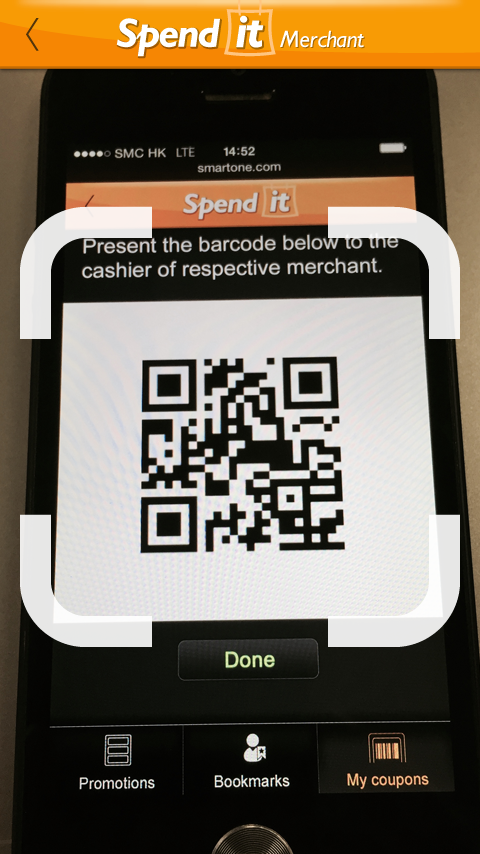 Spend it Merchant
SMC HK LTE 14:52
smartone.com
Spend it
Present the barcode below to the
cashier of respective merchant.
Done
Promotions Bookmarks My coupons